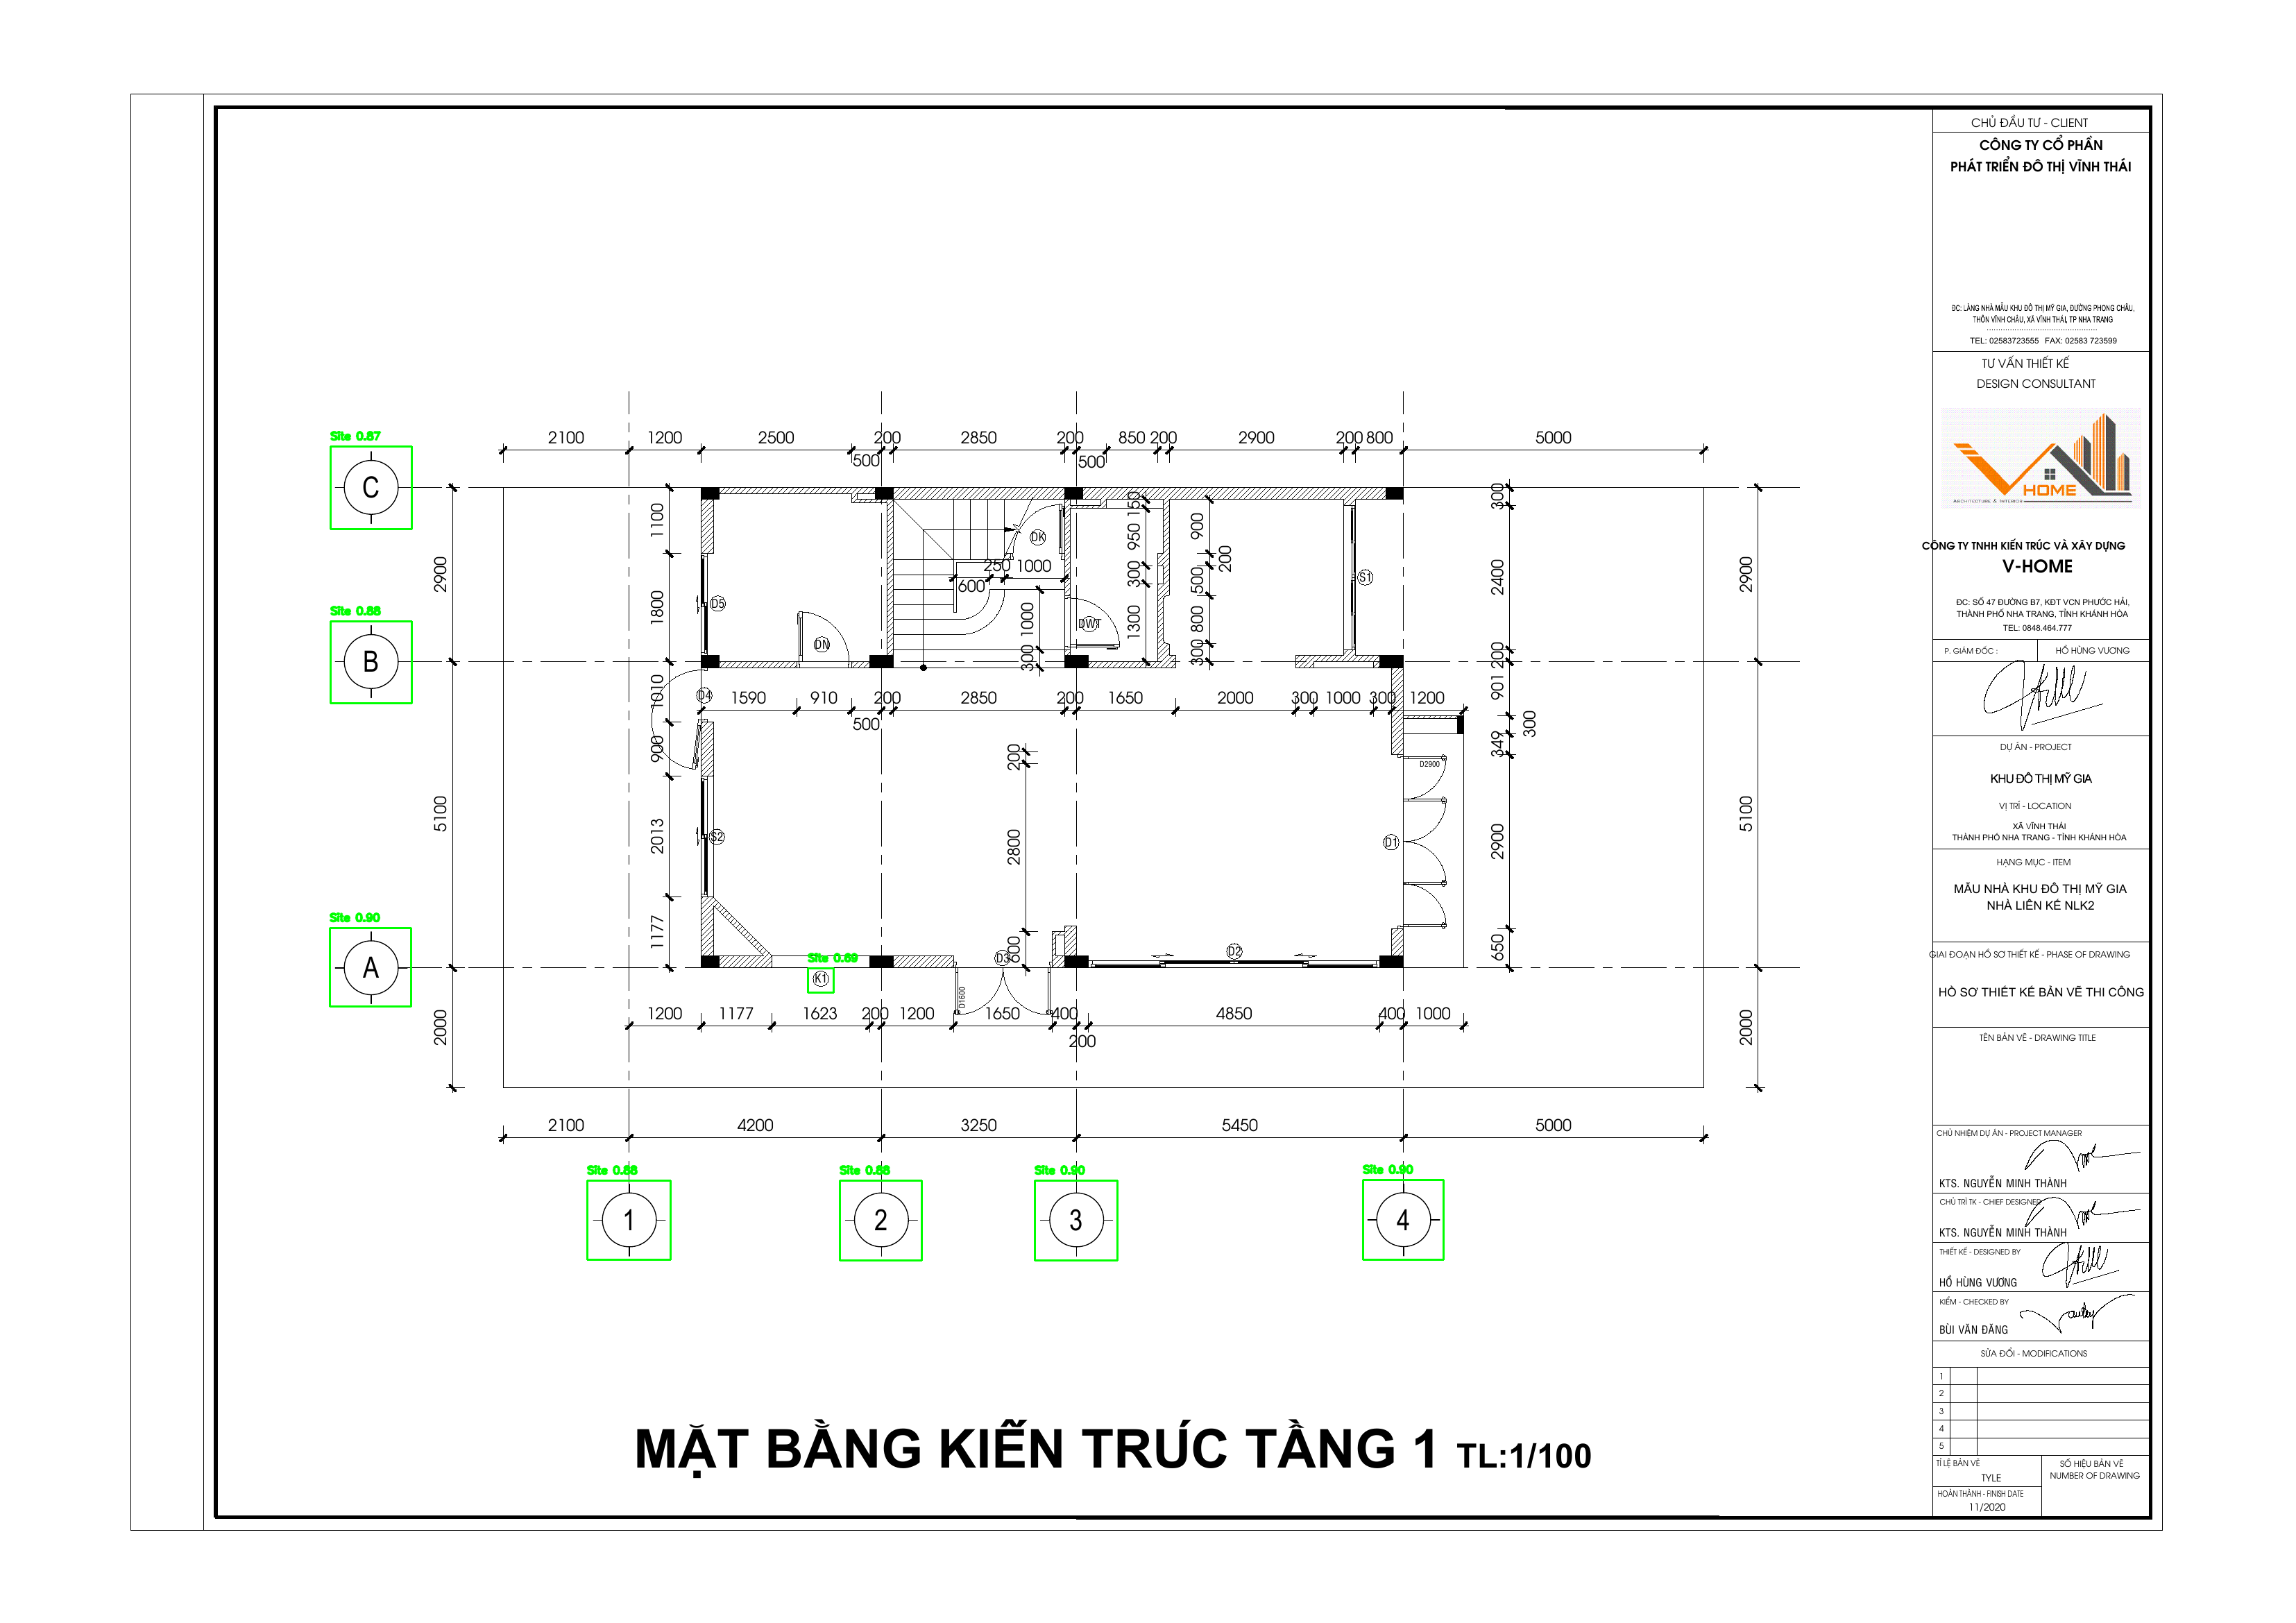 CHỦ ĐẦU TƯ - CLIENT
CÔNG TY CỔ PHẦN
PHÁT TRIỂN ĐÔ THỊ VĨNH THÁI
ĐC: LÀNG NHÀ MẪU KHU ĐÔ THỊ MỸ GIA, ĐƯỜNG PHONG CHÂU,
THÔN VĨNH CHÂU, XÃ VĨNH THÁI, TP NHA TRANG
TEL: 02583723555 FAX: 02583 723599
TƯ VẤN THIẾT KẾ
DESIGN CONSULTANT
HOME
ARCHITECTURE & INTERIOR
CÔNG TY TNHH KIẾN TRÚC VÀ XÂY DỰNG
V-HOME
ĐC: SỐ 47 ĐƯỜNG B7, KĐT VCN PHƯỚC HẢI,
THÀNH PHỐ NHA TRANG, TỈNH KHÁNH HÒA
TEL: 0848.464.777
P. GIÁM ĐỐC : HỒ HÙNG VƯƠNG
DỰ ÁN - PROJECT
KHU ĐÔ THỊ MỸ GIA
VỊ TRÍ - LOCATION
XÃ VĨNH THÁI
THÀNH PHỐ NHA TRANG - TỈNH KHÁNH HÒA
HẠNG MỤC - ITEM
MẪU NHÀ KHU ĐÔ THỊ MỸ GIA
NHÀ LIÊN KẾ NLK2
GIAI ĐOẠN HỒ SƠ THIẾT KẾ - PHASE OF DRAWING
HỒ SƠ THIẾT KẾ BẢN VẼ THI CÔNG
TÊN BẢN VẼ - DRAWING TITLE
CHỦ NHIỆM DỰ ÁN - PROJECT MANAGER
KTS. NGUYỄN MINH THÀNH
CHỦ TRÌ TK - CHIEF DESIGNER
KTS. NGUYỄN MINH THÀNH
THIẾT KẾ - DESIGNED BY
HỒ HÙNG VƯƠNG
KIỂM - CHECKED BY
BÙI VĂN ĐĂNG
SỬA ĐỔI - MODIFICATIONS
1
2
3
4
5
TỈ LỆ BẢN VẼ
TYLE
HOÀN THÀNH - FINISH DATE
11/2020
SỐ HIỆU BẢN VẼ
NUMBER OF DRAWING
2100 1200 2500 200 2850 200 850 200 2900 200 800 5000
500 500
Site 0.87
C
Site 0.88
B
Site 0.90
A
2900
5100
2000
1100
1800
1010
900
2013
1177
D5
DN
D4
S2
DK
DWT
S1
250 1000
600
1000
300
150
950
300
1300
900
200
500
800
300
300
2400
200
901
300
349
2900
650
2900
5100
2000
1590 910 200 2850 200 1650 2000 300 1000 300 1200
500
200
2800
600
D2900
D1
D2
D3
D1600
Site 0.89
K1
1200 1177 1623 200 1200 1650 400 4850 400 1000
200
2100 4200 3250 5450 5000
Site 0.88 Site 0.88 Site 0.90 Site 0.90
1 2 3 4
MẶT BẰNG KIẾN TRÚC TẦNG 1 TL:1/100